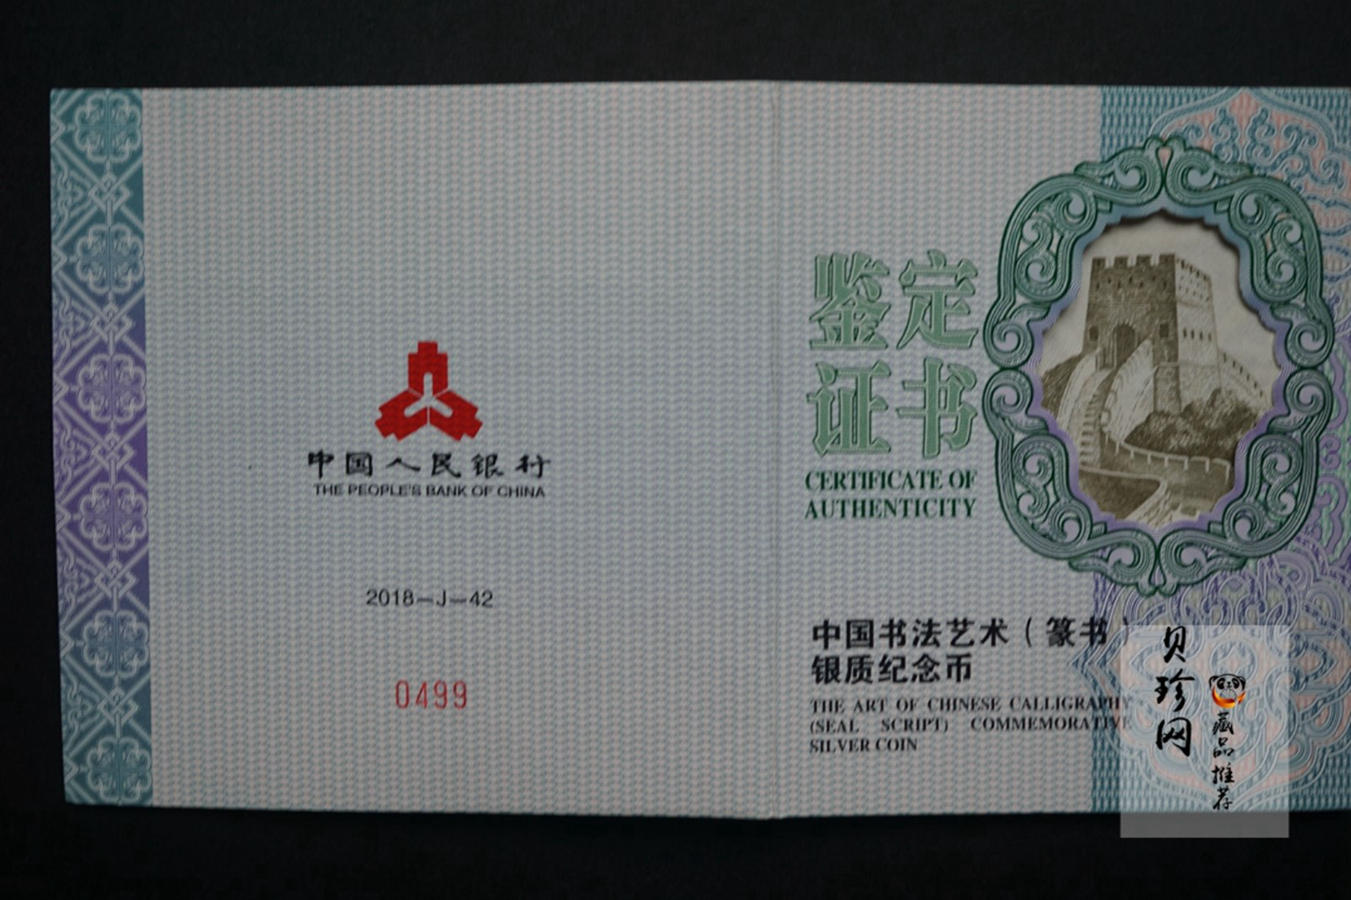 中国人民银行
THE PEOPLE'S BANK OF CHINA
2018—J—42
0499
鉴定
证书
CERTIFICATE OF
AUTHENTICITY
中国书法艺术（篆书）
银质纪念币
THE ART OF CHINESE CALLIGRAPHY
(SEAL SCRIPT) COMMEMORATIVE
SILVER COIN
贝珍网
藏品推荐